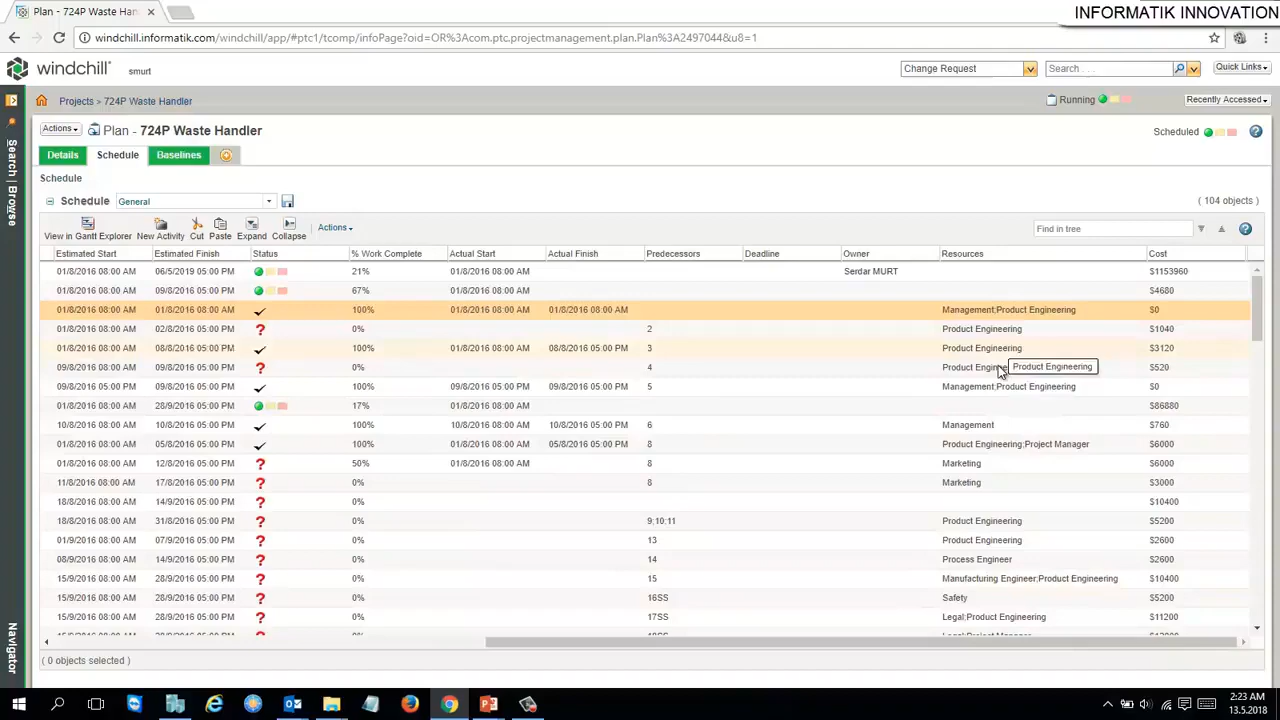 Plan - 724P Waste Han
INFORMATIK INNOVATION
windchill.informatik.com/windchill/app/#ptc1/tcomp/infoPage?oid=OR%3Acom.ptc.projectmanagement.plan.Plan%3A2497044&u8=1
windchill smurt Change Request Search . . . Quick Links
Projects > 724P Waste Handler Running Recently Accessed
Actions Plan - 724P Waste Handler Scheduled
Details Schedule Baselines
Schedule
Schedule General ( 104 objects )
View in Gantt Explorer New Activity Cut Paste Expand Collapse Actions Find in tree
Estimated Start Estimated Finish Status % Work Complete Actual Start Actual Finish Predecessors Deadline Owner Resources Cost
01/8/2016 08:00 AM 06/5/2019 05:00 PM 21% 01/8/2016 08:00 AM Serdar MURT $1153960
01/8/2016 08:00 AM 09/8/2016 05:00 PM 67% 01/8/2016 08:00 AM $4680
01/8/2016 08:00 AM 01/8/2016 08:00 AM 100% 01/8/2016 08:00 AM 01/8/2016 08:00 AM Management;Product Engineering $0
01/8/2016 08:00 AM 02/8/2016 05:00 PM ? 0% 2 Product Engineering $1040
01/8/2016 08:00 AM 08/8/2016 05:00 PM 100% 01/8/2016 08:00 AM 08/8/2016 05:00 PM 3 Product Engineering $3120
09/8/2016 08:00 AM 09/8/2016 05:00 PM ? 0% 4 Product Engine Product Engineering $520
09/8/2016 08:00 AM 09/8/2016 05:00 PM 100% 09/8/2016 05:00 PM 09/8/2016 05:00 PM 5 Management;Product Engineering $0
01/8/2016 08:00 AM 28/9/2016 05:00 PM 17% 01/8/2016 08:00 AM $86880
10/8/2016 08:00 AM 10/8/2016 05:00 PM 100% 10/8/2016 08:00 AM 10/8/2016 05:00 PM 6 Management $760
01/8/2016 08:00 AM 05/8/2016 05:00 PM 100% 01/8/2016 08:00 AM 05/8/2016 05:00 PM 8 Product Engineering;Project Manager $6000
01/8/2016 08:00 AM 12/8/2016 05:00 PM ? 50% 01/8/2016 08:00 AM 8 Marketing $6000
11/8/2016 08:00 AM 17/8/2016 05:00 PM ? 0% 8 Marketing $3000
18/8/2016 08:00 AM 14/9/2016 05:00 PM ? 0% $10400
18/8/2016 08:00 AM 31/8/2016 05:00 PM ? 0% 9;10;11 Product Engineering $5200
01/9/2016 08:00 AM 07/9/2016 05:00 PM ? 0% 13 Product Engineering $2600
08/9/2016 08:00 AM 14/9/2016 05:00 PM ? 0% 14 Process Engineer $2600
15/9/2016 08:00 AM 28/9/2016 05:00 PM ? 0% 15 Manufacturing Engineer;Product Engineering $10400
15/9/2016 08:00 AM 28/9/2016 05:00 PM ? 0% 16SS Safety $5200
15/9/2016 08:00 AM 28/9/2016 05:00 PM ? 0% 17SS Legal;Product Engineering $11200
( 0 objects selected )
Search | Browse
Navigator
2:23 AM
13.5.2018